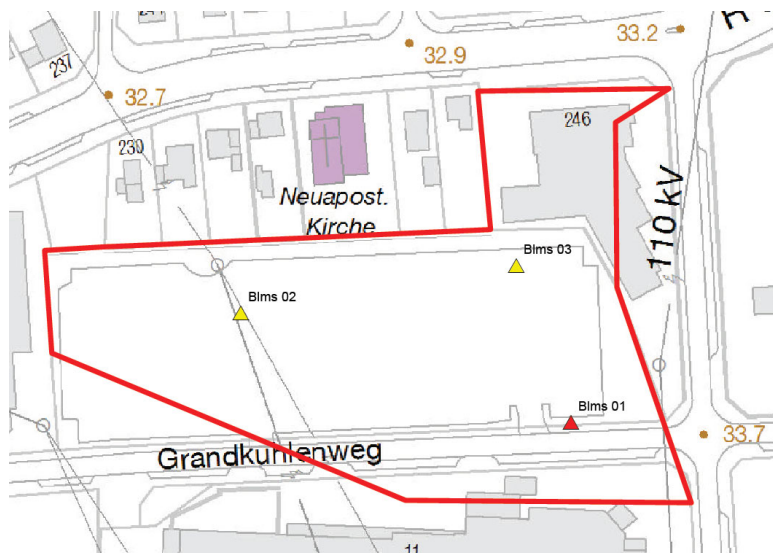 33.2
32.9
237
32.7
246
239
Neuapost.
Kirche
110 kV
Blms 03
Blms 02
Blms 01
33.7
Grandkuhlenweg
11